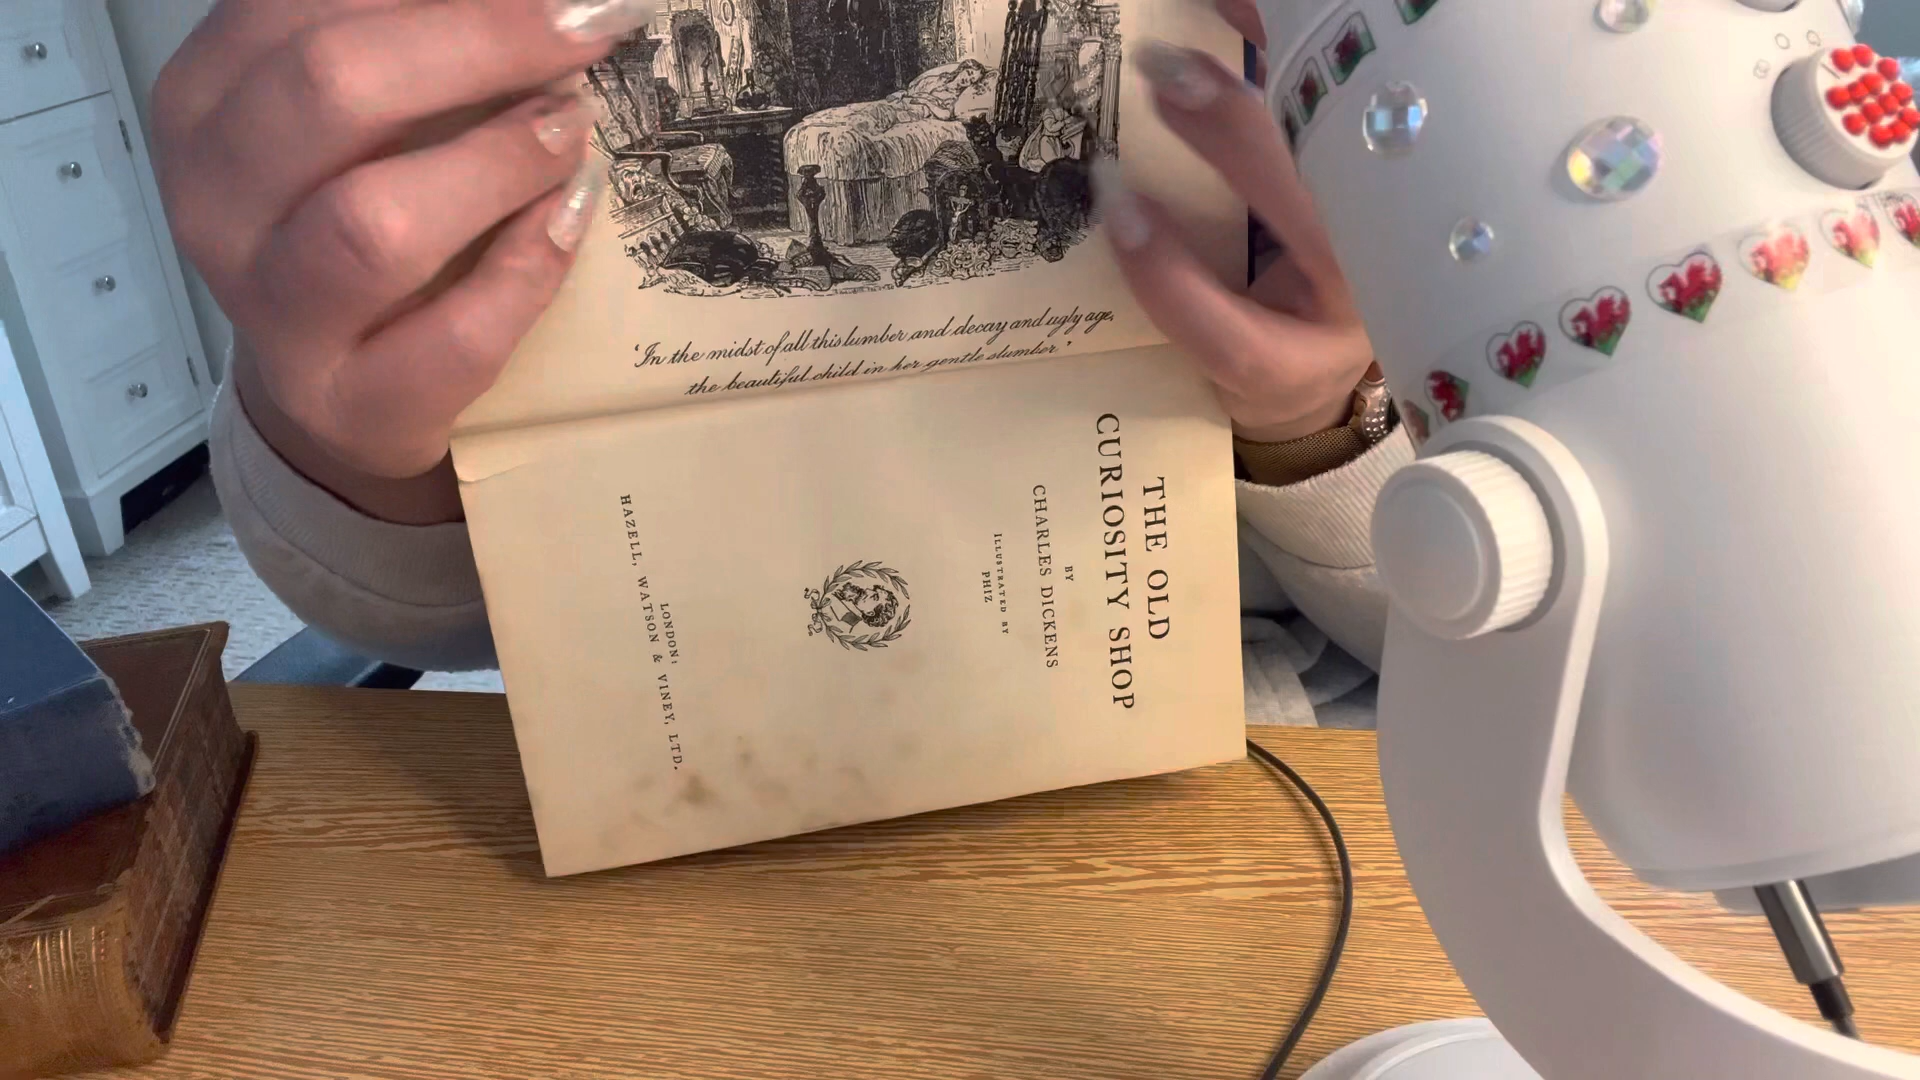 'In the midst of all this lumber and decay and ugly age,
the beautiful child in her gentle slumber."
THE OLD
CURIOSITY SHOP
BY
CHARLES DICKENS
ILLUSTRATED BY
PHIZ
LONDON:
HAZELL, WATSON & VINEY, LTD.